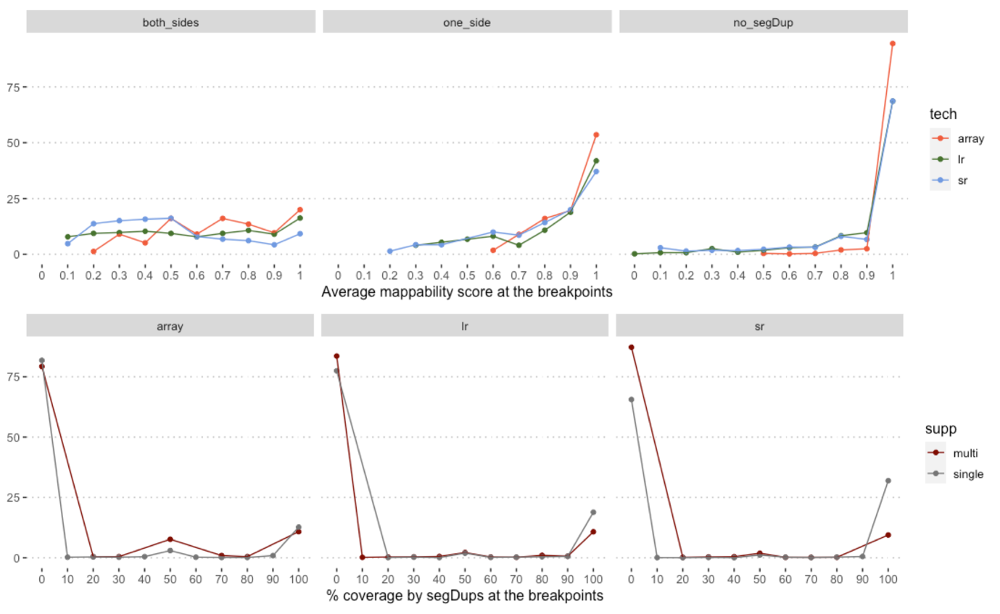 both_sides one_side no_segDup
75
50
25
0
0 0.1 0.2 0.3 0.4 0.5 0.6 0.7 0.8 0.9 1 0 0.1 0.2 0.3 0.4 0.5 0.6 0.7 0.8 0.9 1 0 0.1 0.2 0.3 0.4 0.5 0.6 0.7 0.8 0.9 1
Average mappability score at the breakpoints
tech
array
lr
sr
array lr sr
75
50
25
0
0 10 20 30 40 50 60 70 80 90 100 0 10 20 30 40 50 60 70 80 90 100 0 10 20 30 40 50 60 70 80 90 100
% coverage by segDups at the breakpoints
supp
multi
single